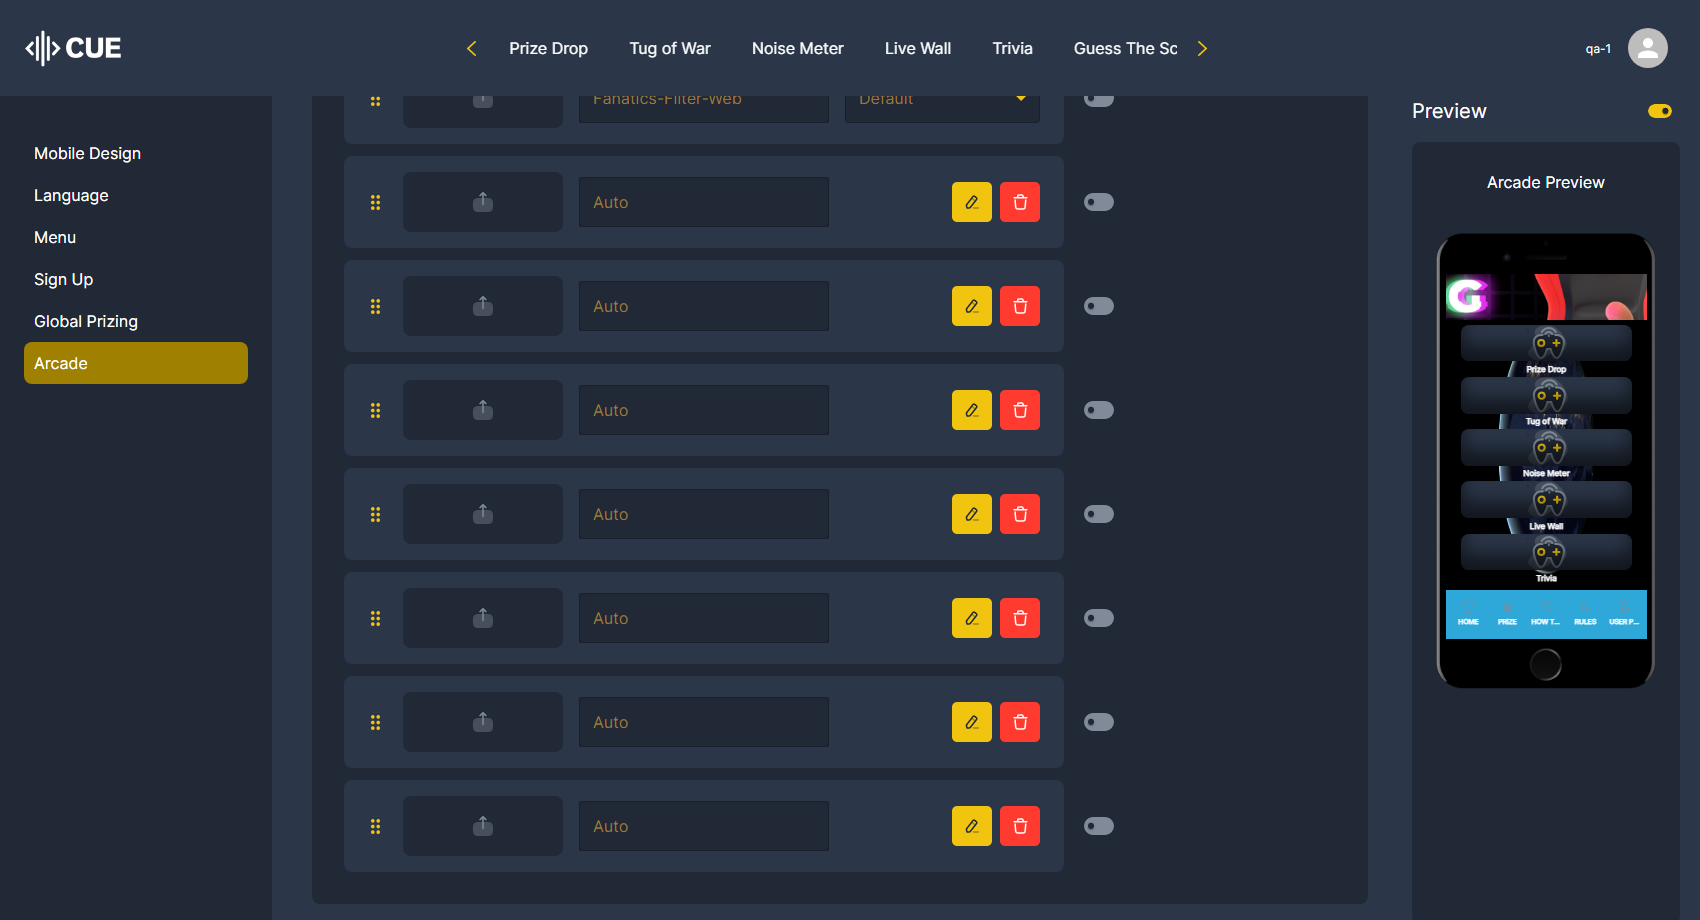 CUE
Prize Drop
Tug of War
Noise Meter
Live Wall
Trivia
Guess The Sc
qa-1
Mobile Design
Language
Menu
Sign Up
Global Prizing
Arcade
Fanatics-Filter-Web
Default
Auto
Auto
Auto
Auto
Auto
Auto
Auto
Preview
Arcade Preview
G
Prize Drop
Tug of War
Noise Meter
Live Wall
Trivia
HOME
PRIZE
HOW T...
RULES
USER P...